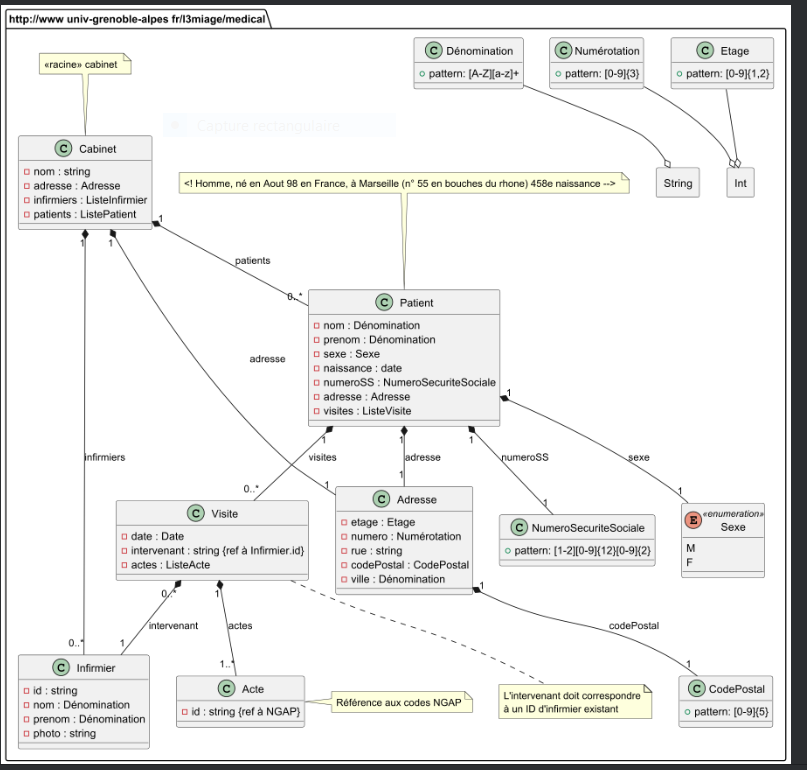 http://www univ-grenoble-alpes fr/l3miage/medical
«racine» cabinet
C Dénomination
pattern: [A-Z][a-z]+
C Numérotation
pattern: [0-9]{3}
C Etage
pattern: [0-9]{1,2}
Capture rectangulaire
String
Int
C Cabinet
nom : string
adresse : Adresse
infirmiers : ListeInfirmier
patients : ListePatient
<! Homme, né en Aout 98 en France, à Marseille (n° 55 en bouches du rhone) 458e naissance -->
1
1
1
patients
0..*
C Patient
nom : Dénomination
prenom : Dénomination
sexe : Sexe
naissance : date
numeroSS : NumeroSecuriteSociale
adresse : Adresse
visites : ListeVisite
adresse
1
1
1
1
infirmiers
visites
adresse
numeroSS
sexe
0..*
1
1
1
1
C Visite
date : Date
intervenant : string {ref à Infirmier.id}
actes : ListeActe
C Adresse
etage : Etage
numero : Numérotation
rue : string
codePostal : CodePostal
ville : Dénomination
C NumeroSecuriteSociale
pattern: [1-2][0-9]{12}[0-9]{2}
E «enumeration»
Sexe
M
F
0..*
1
1
intervenant
actes
codePostal
0..*
1
1..*
1
C Infirmier
id : string
nom : Dénomination
prenom : Dénomination
photo : string
C Acte
id : string {ref à NGAP}
Référence aux codes NGAP
L'intervenant doit correspondre
à un ID d'infirmier existant
C CodePostal
pattern: [0-9]{5}